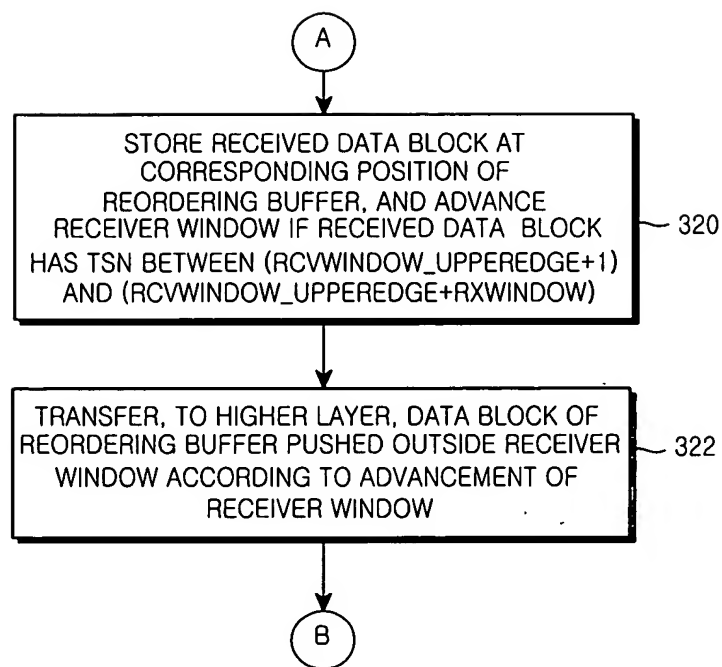 A
STORE RECEIVED DATA BLOCK AT
CORRESPONDING POSITION OF
REORDERING BUFFER, AND ADVANCE
RECEIVER WINDOW IF RECEIVED DATA BLOCK
HAS TSN BETWEEN (RCVWINDOW_UPPEREDGE+1)
AND (RCVWINDOW_UPPEREDGE+RXWINDOW)
320
TRANSFER, TO HIGHER LAYER, DATA BLOCK OF
REORDERING BUFFER PUSHED OUTSIDE RECEIVER
WINDOW ACCORDING TO ADVANCEMENT OF
RECEIVER WINDOW
322
B